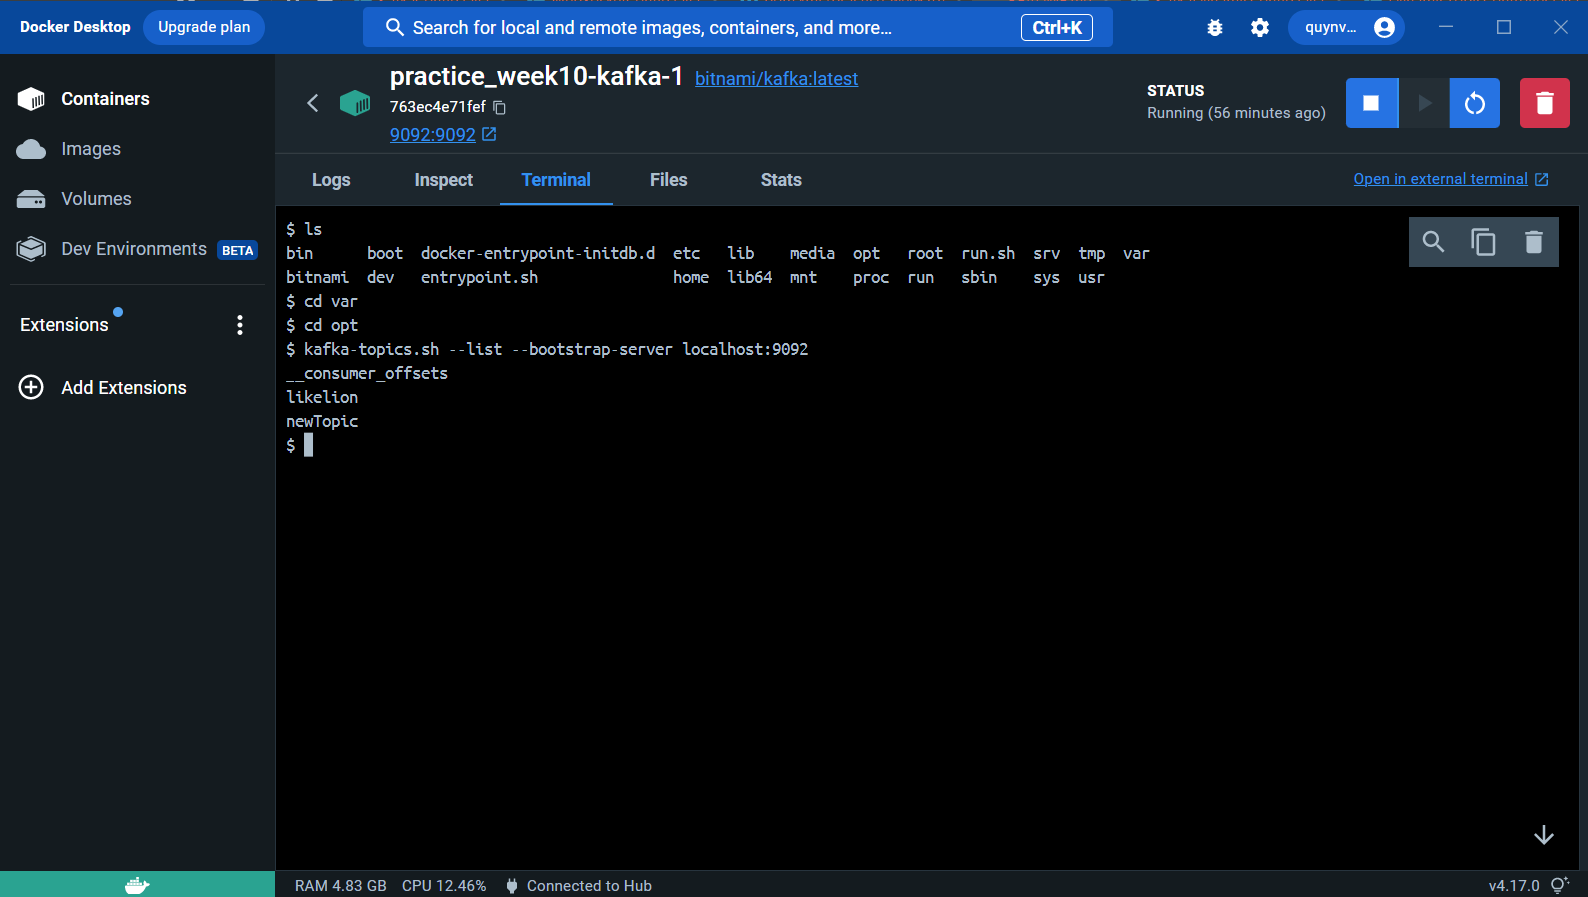 Docker Desktop Upgrade plan Search for local and remote images, containers, and more... Ctrl+K quynv...
Containers
Images
Volumes
Dev Environments BETA
Extensions
Add Extensions
practice_week10-kafka-1 bitnami/kafka:latest
763ec4e71fef
9092:9092
STATUS
Running (56 minutes ago)
Logs Inspect Terminal Files Stats Open in external terminal
$ ls
bin boot docker-entrypoint-initdb.d etc lib media opt root run.sh srv tmp var
bitnami dev entrypoint.sh home lib64 mnt proc run sbin sys usr
$ cd var
$ cd opt
$ kafka-topics.sh --list --bootstrap-server localhost:9092
__consumer_offsets
likelion
newTopic
$
RAM 4.83 GB CPU 12.46% Connected to Hub v4.17.0